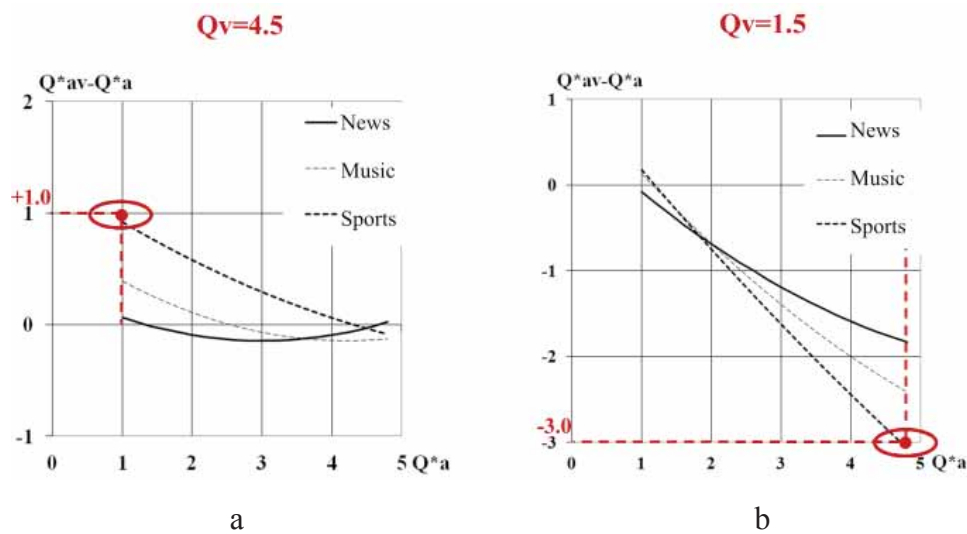 Qv=4.5
Q*av-Q*a
2
1
0
-1
+1.0
News
Music
Sports
0 1 2 3 4 5 Q*a
a
Qv=1.5
Q*av-Q*a
1
0
-1
-2
-3
-3.0
News
Music
Sports
0 1 2 3 4 5 Q*a
b